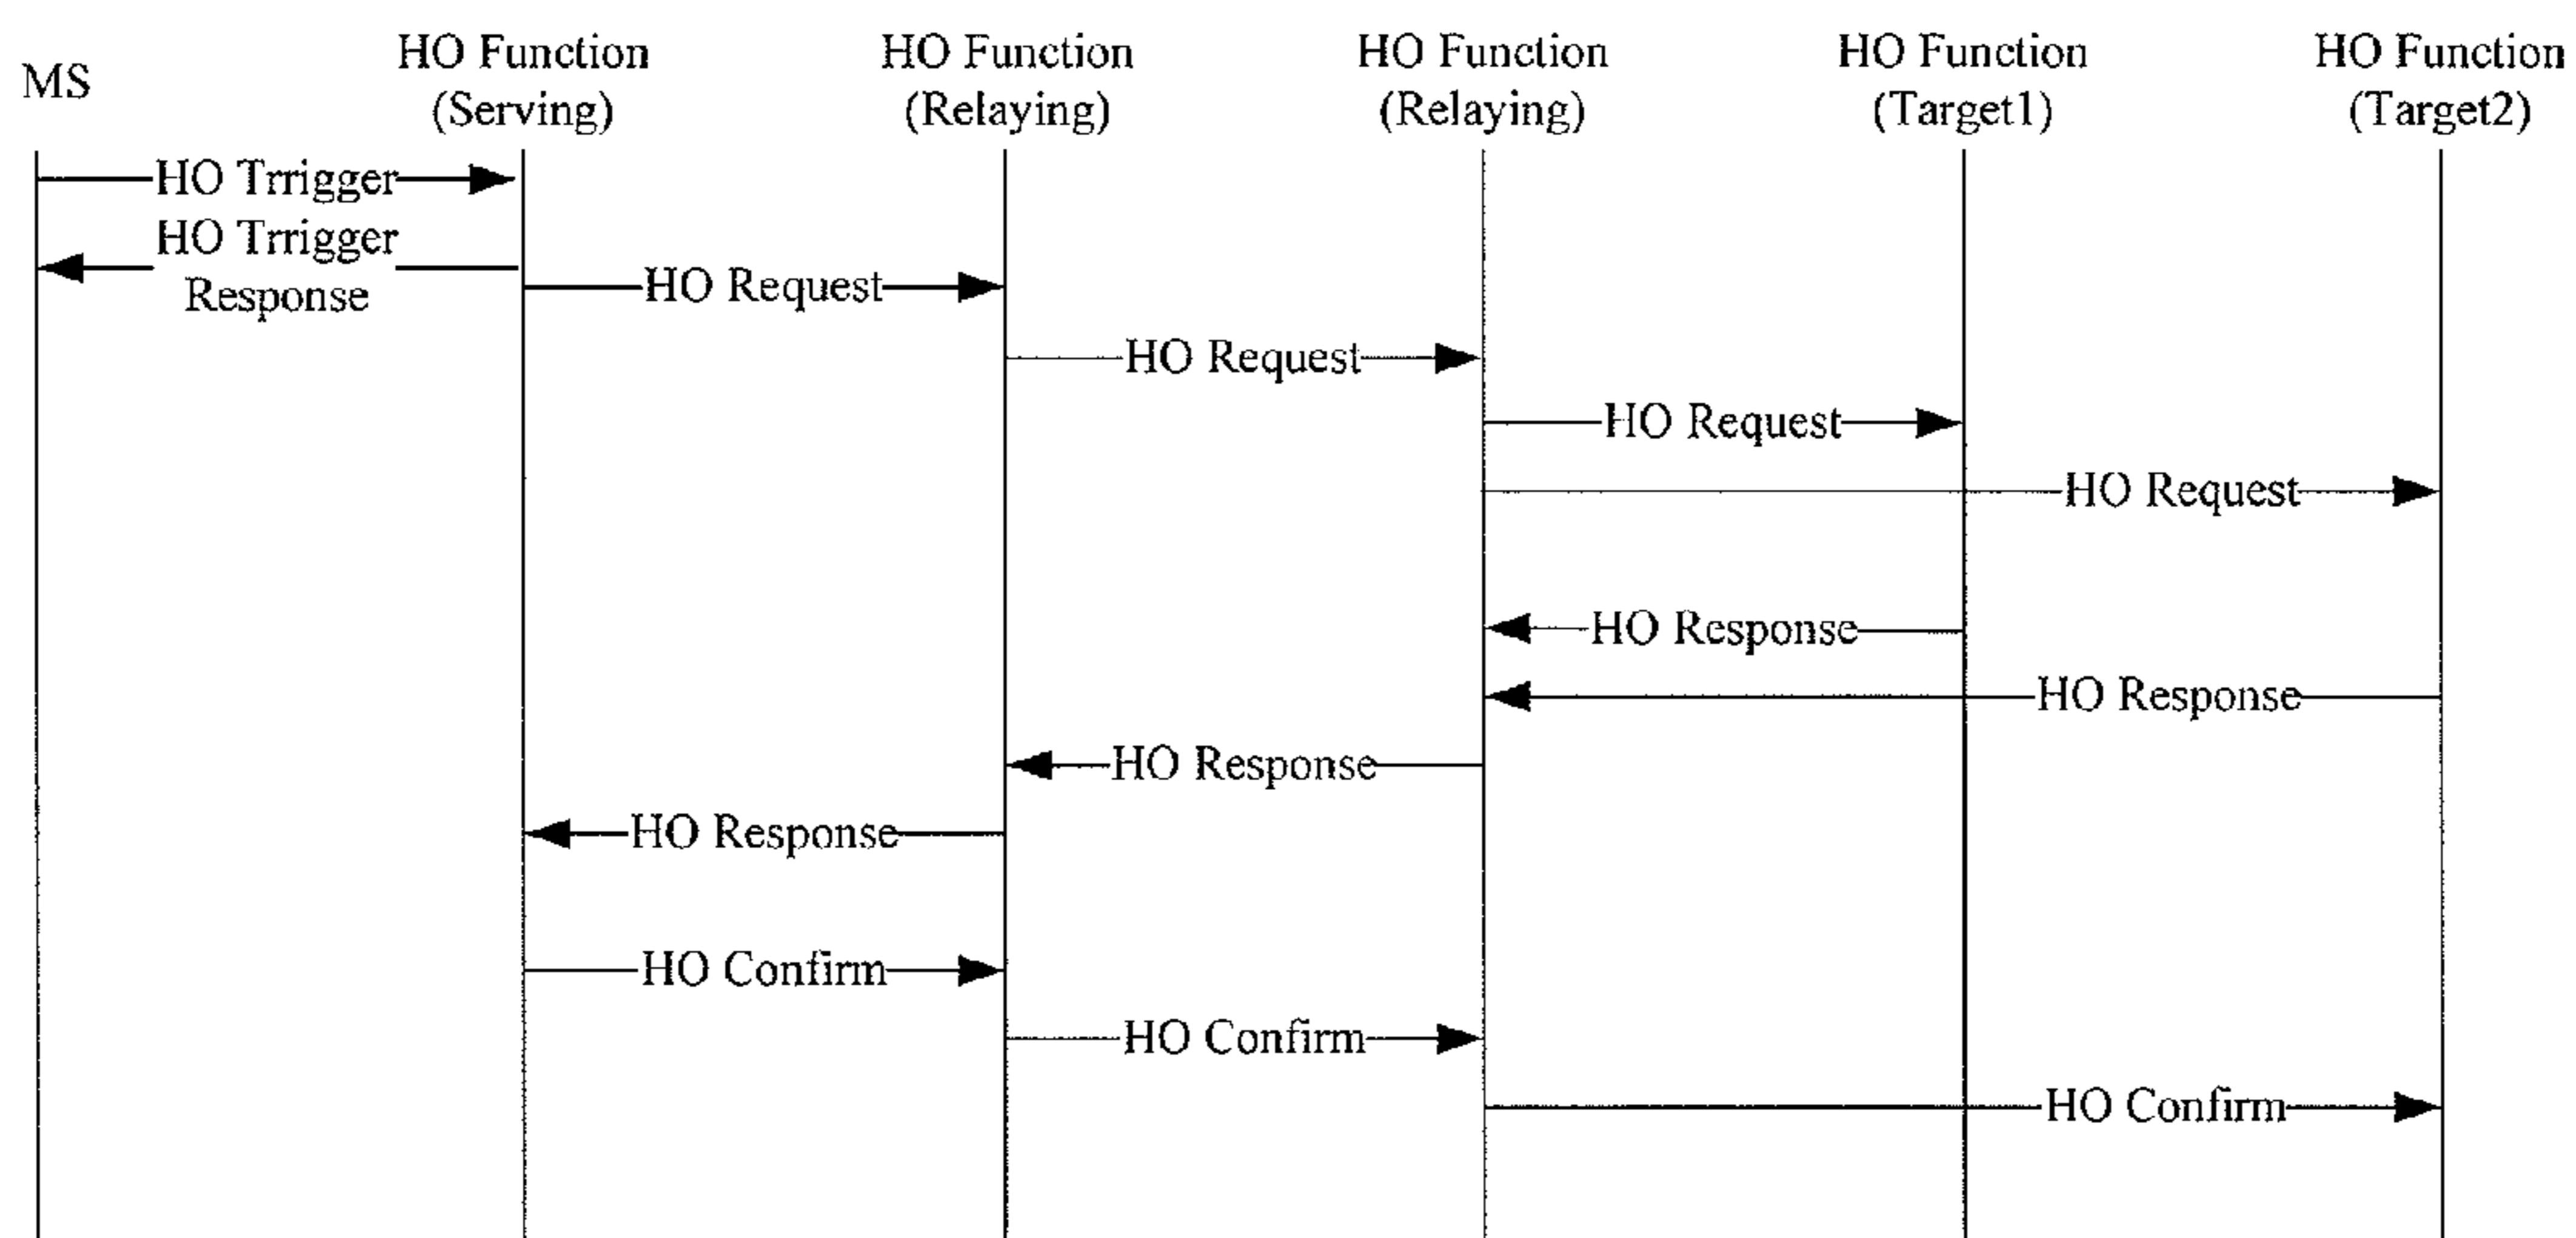 MS
HO Function
(Serving)
HO Function
(Relaying)
HO Function
(Relaying)
HO Function
(Target1)
HO Function
(Target2)
HO Trrigger
HO Trrigger
Response
HO Request
HO Request
HO Request
HO Request
HO Response
HO Response
HO Response
HO Response
HO Confirm
HO Confirm
HO Confirm